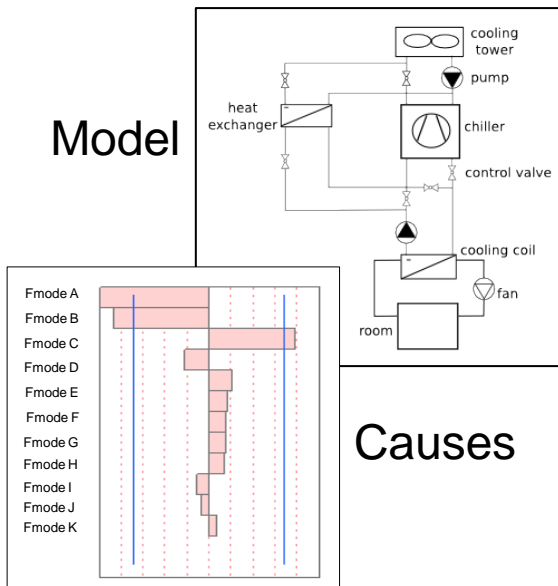 cooling
tower
pump
heat
exchanger
chiller
Model
control valve
cooling coil
fan
room
Fmode A
Fmode B
Fmode C
Fmode D
Fmode E
Fmode F
Fmode G
Fmode H
Fmode I
Fmode J
Fmode K
Causes